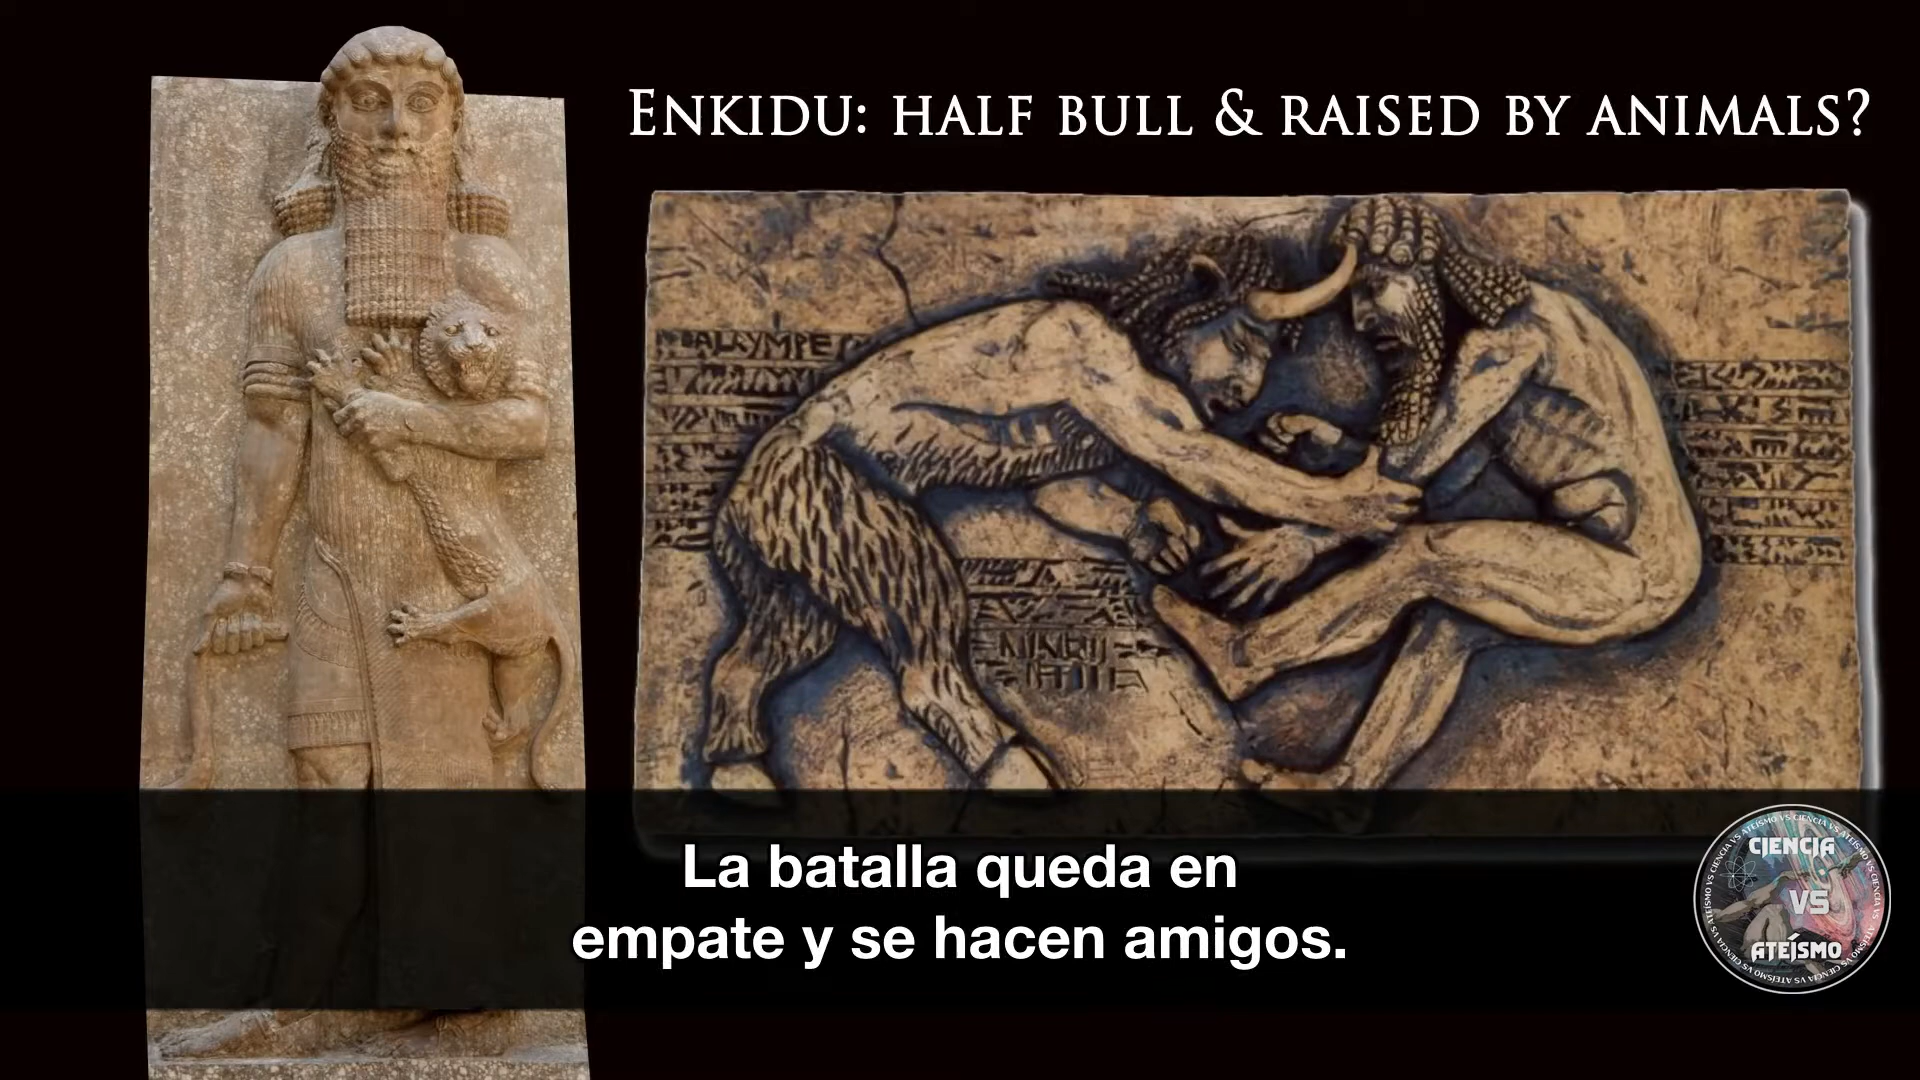 ENKIDU: HALF BULL & RAISED BY ANIMALS?
La batalla queda en
empate y se hacen amigos.
CIENCIA
VS
ATEÍSMO